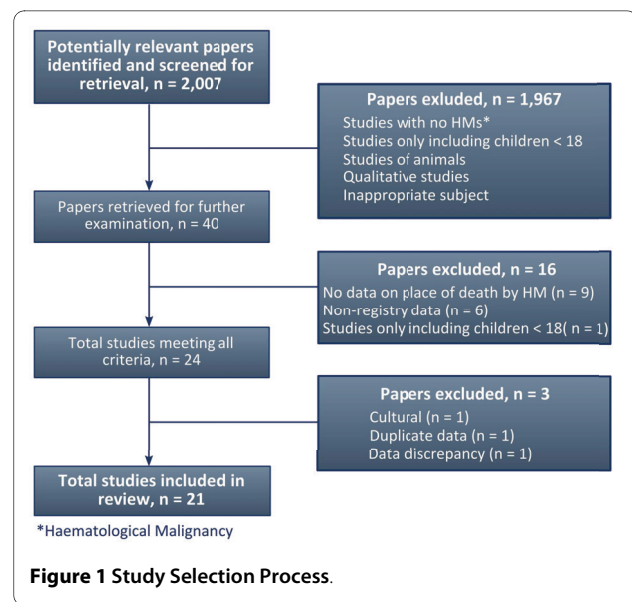 Potentially relevant papers
identified and screened for
retrieval, n = 2,007
Papers exluded, n = 1,967
Studies with no HMs*
Studies only including children < 18
Studies of animals
Qualitative studies
Inappropriate subject
Papers retrieved for further
examination, n = 40
Papers excluded, n = 16
No data on place of death by HM (n = 9)
Non-registry data (n = 6)
Studies only including children < 18( n = 1)
Total studies meeting all
criteria, n = 24
Papers excluded, n = 3
Cultural (n = 1)
Duplicate data (n = 1)
Data discrepancy (n = 1)
Total studies included in
review, n = 21
*Haematological Malignancy
Figure 1 Study Selection Process.